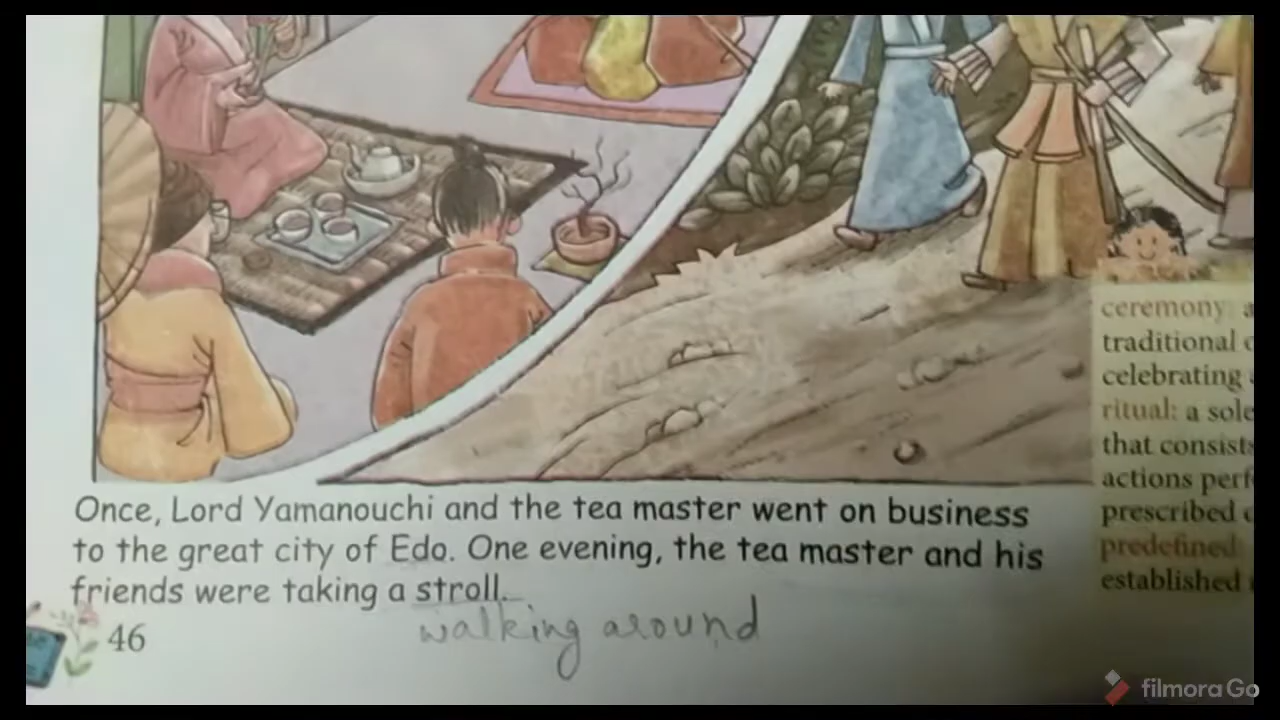 Once, Lord Yamanouchi and the tea master went on business
to the great city of Edo. One evening, the tea master and his
friends were taking a stroll.
walking around
46
ceremony:
traditional
celebrating
ritual: a
that consists
actions
prescribed
predefined:
established
filmoraGo